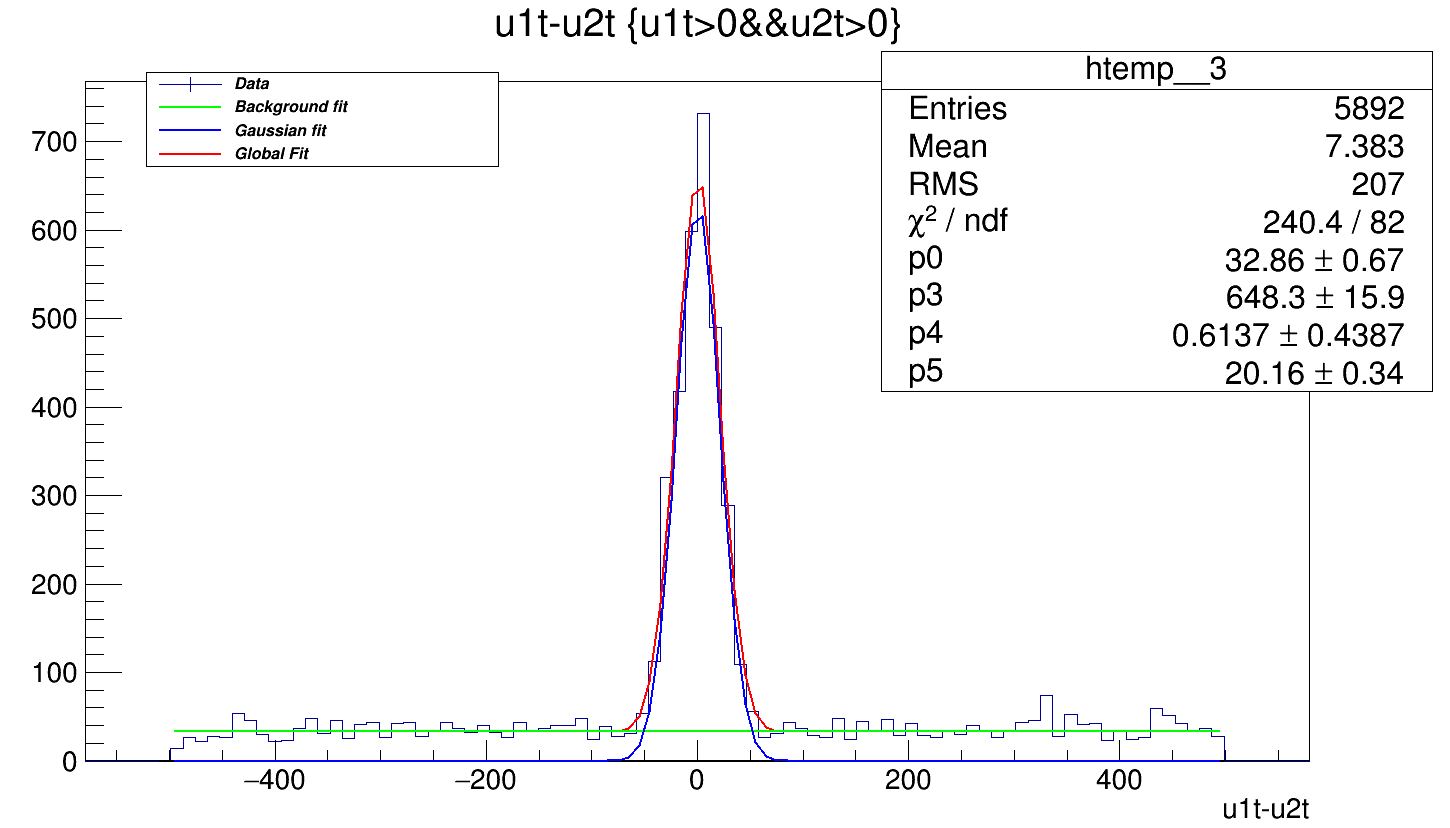 u1t-u2t {u1t>0&&u2t>0}
htemp__3
Entries 5892
Mean 7.383
RMS 207
χ² / ndf 240.4 / 82
p0 32.86 ± 0.67
p3 648.3 ± 15.9
p4 0.6137 ± 0.4387
p5 20.16 ± 0.34
Data
Background fit
Gaussian fit
Global Fit
700
600
500
400
300
200
100
0
−400 −200 0 200 400
u1t-u2t